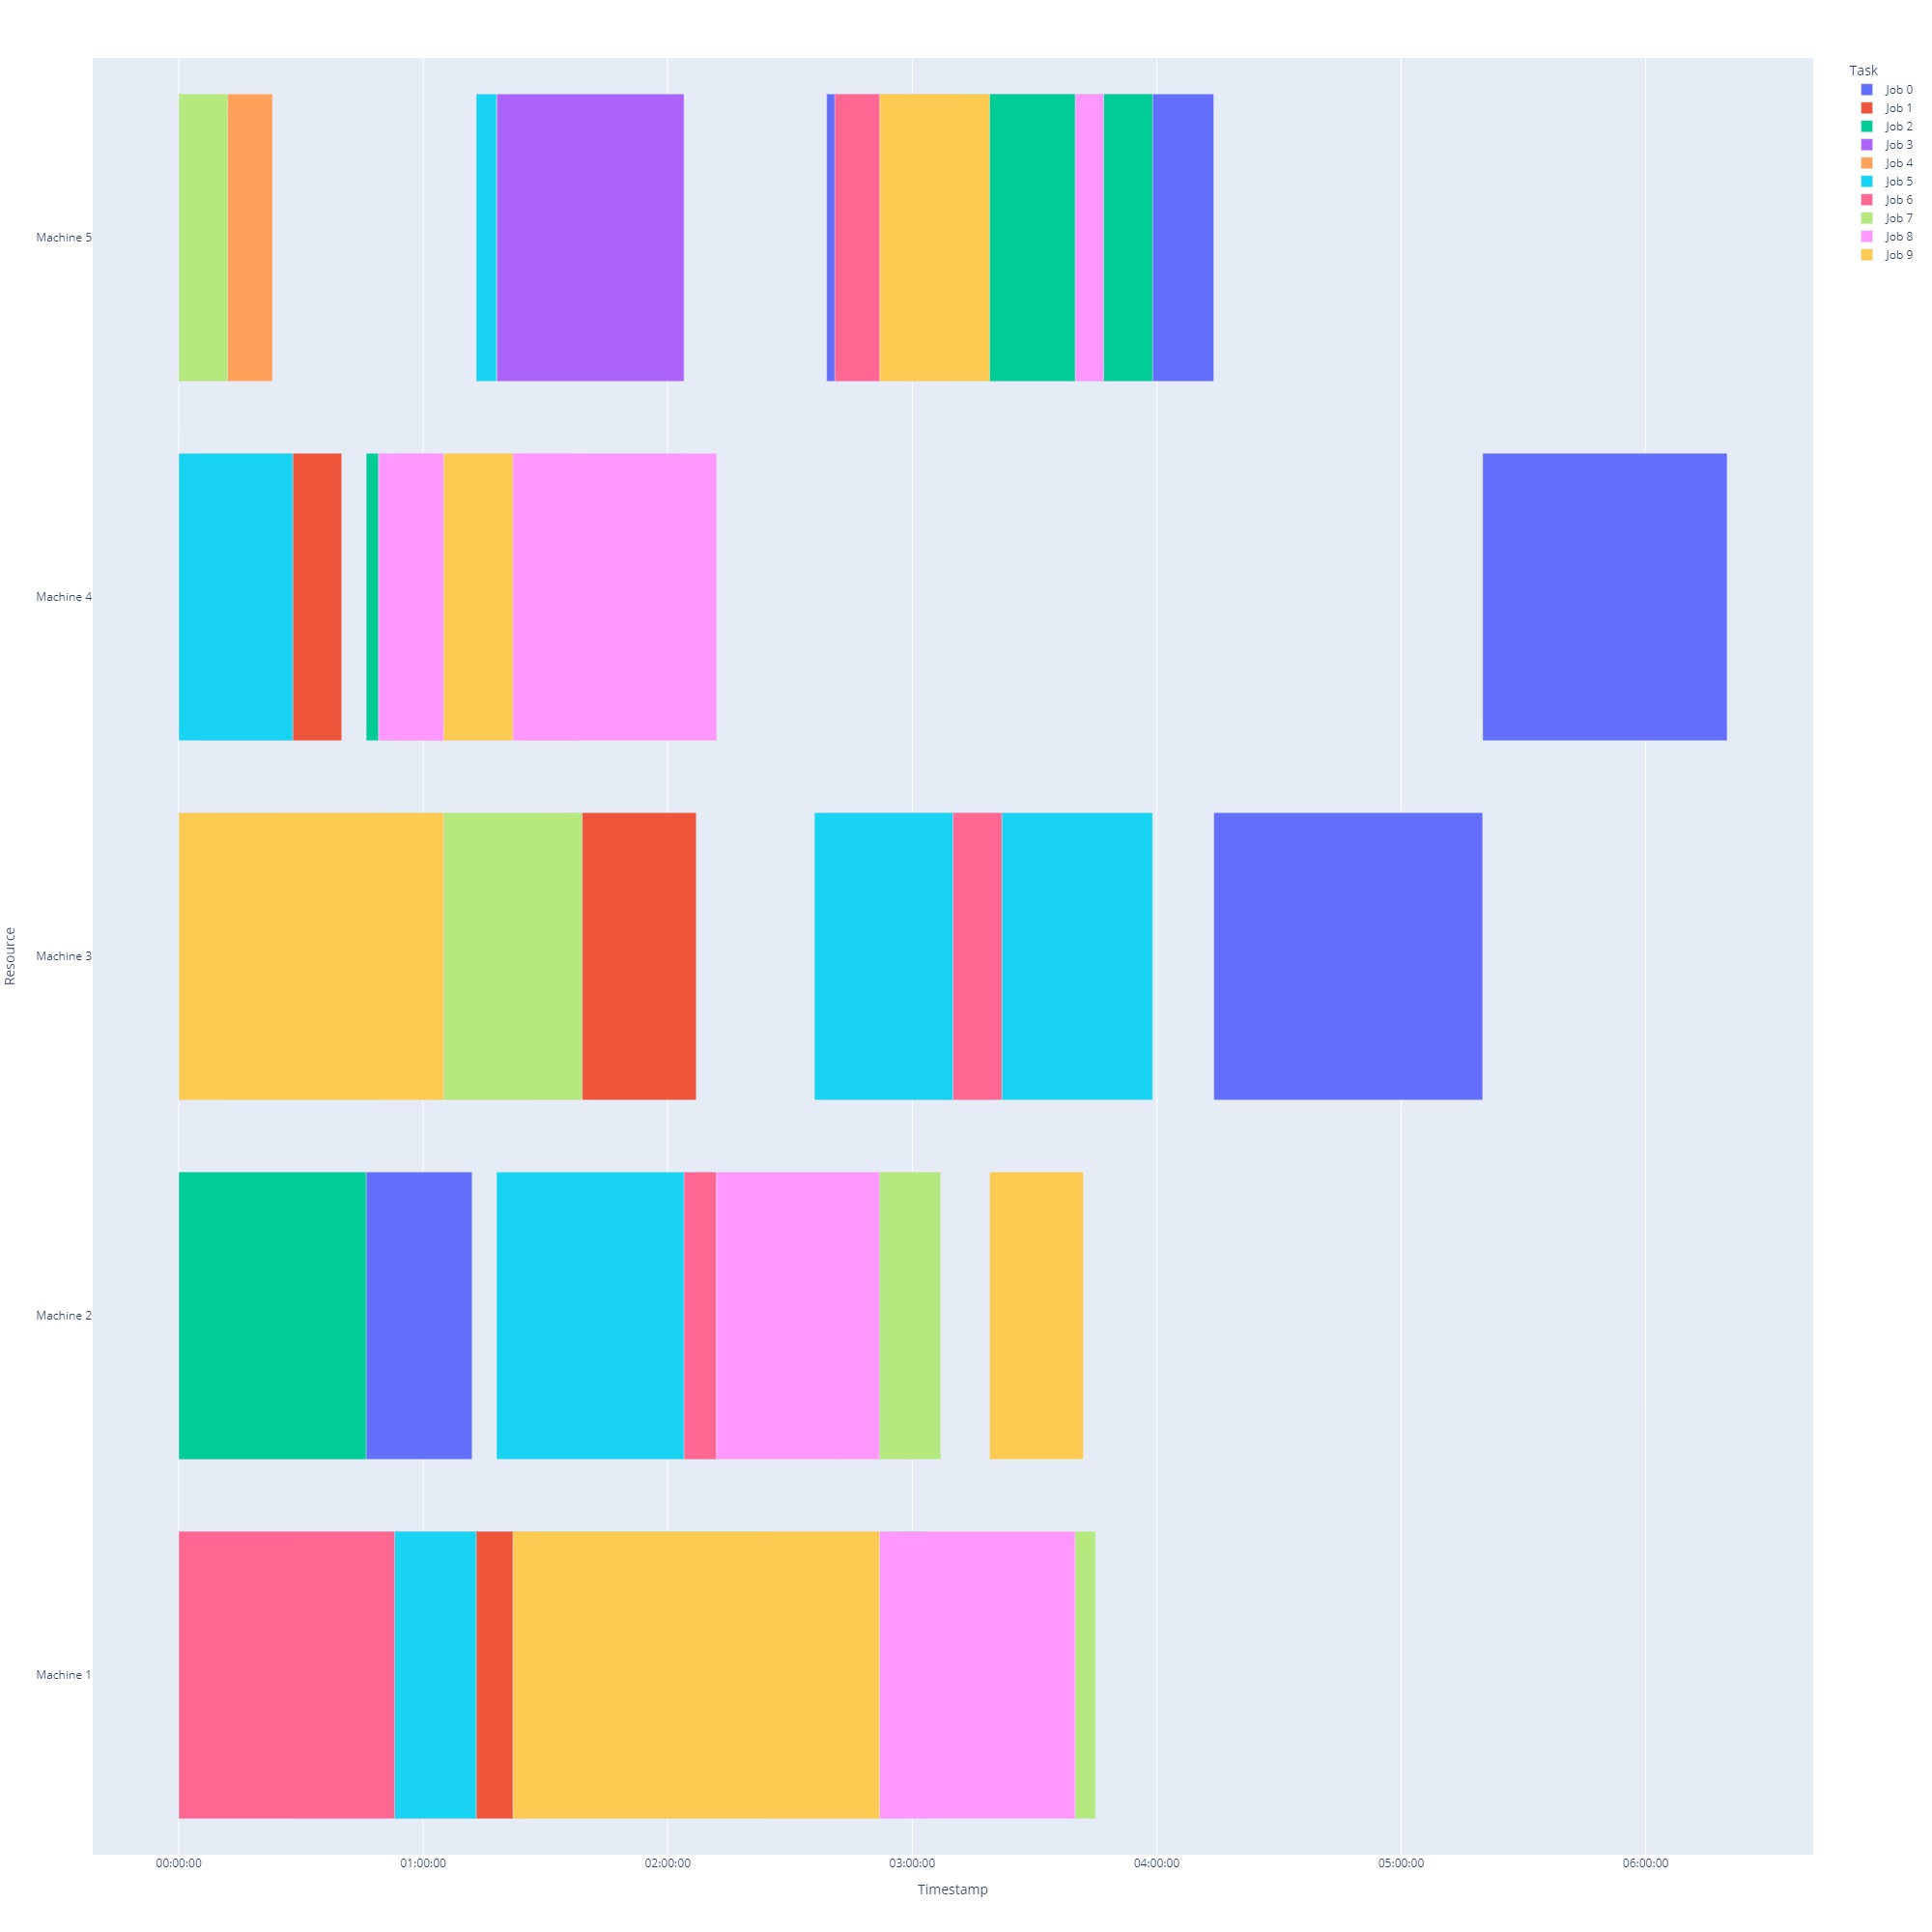 Task
Job 0
Job 1
Job 2
Job 3
Job 4
Job 5
Job 6
Job 7
Job 8
Job 9
Machine 5
Machine 4
Machine 3
Machine 2
Machine 1
Resource
00:00:00 01:00:00 02:00:00 03:00:00 04:00:00 05:00:00 06:00:00
Timestamp